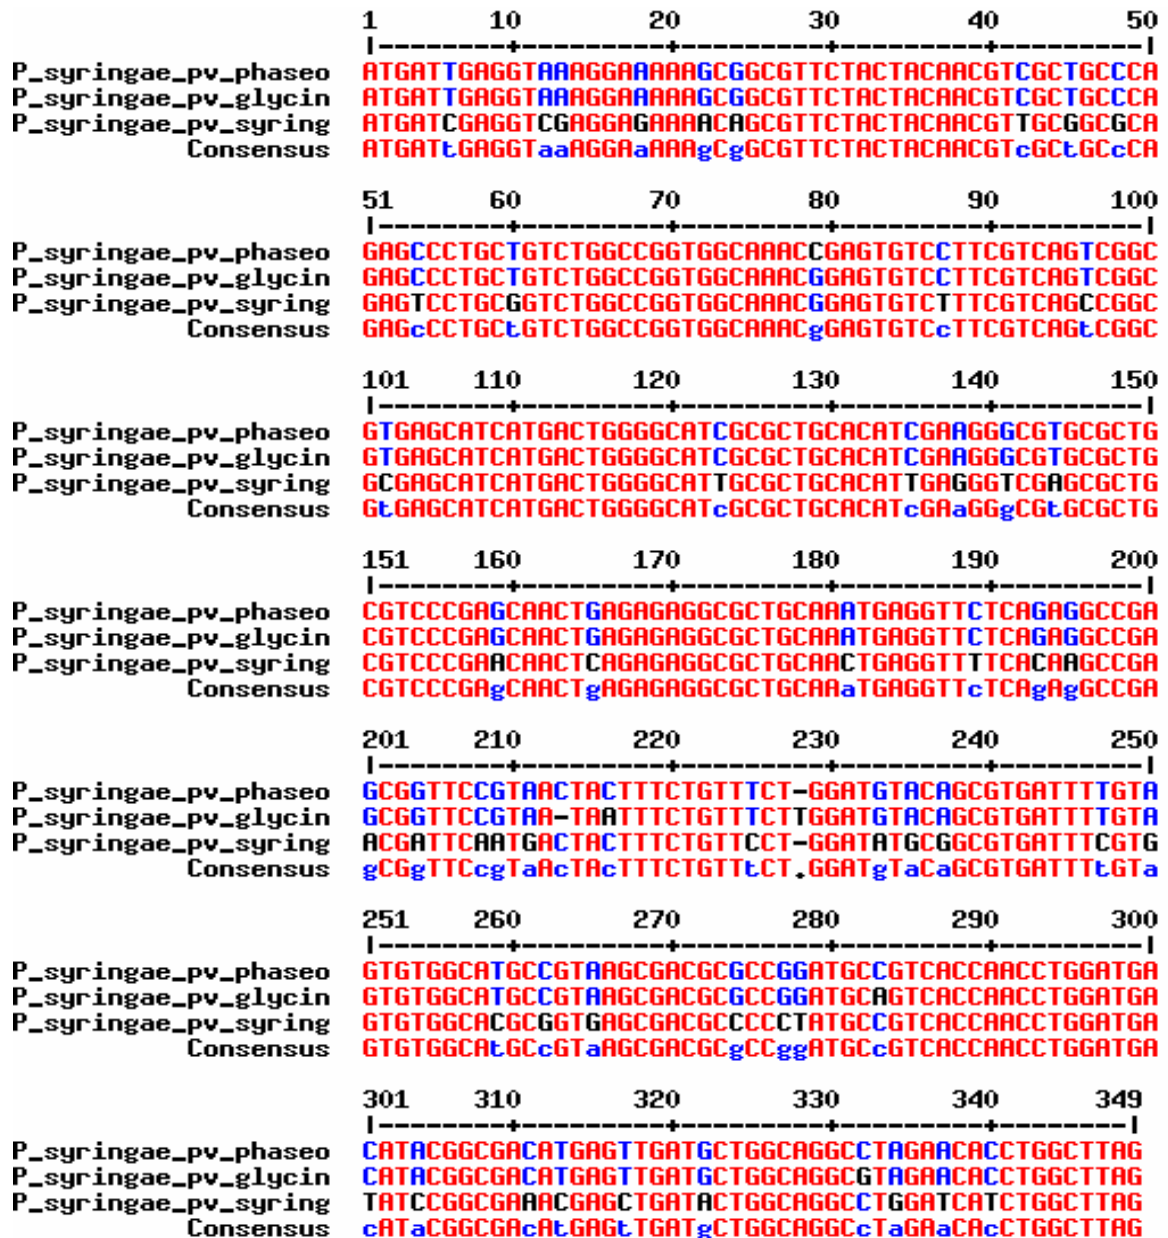 1 10 20 30 40 50
|--------+---------+---------+---------+---------|
P_syringae_pv_phaseo ATGATTGAGGTAAAGGAAAAAGCGGCGTTCTACTACAACGTCGCTGCCCA
P_syringae_pv_glycin ATGATTGAGGTAAAGGAAAAAGCGGCGTTCTACTACAACGTCGCTGCCCA
P_syringae_pv_syring ATGATCGAGGTCGAGGAGAAAACAGCGTTCTACTACAACGTTGCGGCGCA
Consensus ATGATtGAGGTaaAGGAaAAAgCgGCGTTCTACTACAACGTcGCtGCcCA
51 60 70 80 90 100
|--------+---------+---------+---------+---------|
P_syringae_pv_phaseo GAGCCCTGCTGTCTGGCCGGTGGCAAACCGAGTGTCCTTCGTCAGTCGGC
P_syringae_pv_glycin GAGCCCTGCTGTCTGGCCGGTGGCAAACGGAGTGTCCTTCGTCAGTCGGC
P_syringae_pv_syring GAGTCCTGCGGTCTGGCCGGTGGCAAACGGAGTGTCTTTCGTCAGCCGGC
Consensus GAGcCCTGCtGTCTGGCCGGTGGCAAACgGAGTGTCcTTCGTCAGtCGGC
101 110 120 130 140 150
|--------+---------+---------+---------+---------|
P_syringae_pv_phaseo GTGAGCATCATGACTGGGGCATCGCGCTGCACATCGAAGGGCGTGCGCTG
P_syringae_pv_glycin GTGAGCATCATGACTGGGGCATCGCGCTGCACATCGAAGGGCGTGCGCTG
P_syringae_pv_syring GCGAGCATCATGACTGGGGCATTGCGCTGCACATTGAGGGTCGAGCGCTG
Consensus GtGAGCATCATGACTGGGGCATcGCGCTGCACATcGAaGGgCGtGCGCTG
151 160 170 180 190 200
|--------+---------+---------+---------+---------|
P_syringae_pv_phaseo CGTCCCGAGCAACTGAGAGAGGCGCTGCAAATGAGGTTCTCAGAGGCCGA
P_syringae_pv_glycin CGTCCCGAGCAACTGAGAGAGGCGCTGCAAATGAGGTTCTCAGAGGCCGA
P_syringae_pv_syring CGTCCCGAACAACTCAGAGAGGCGCTGCAACTGAGGTTTTCACAAGCCGA
Consensus CGTCCCGAgCAACTgAGAGAGGCGCTGCAAaTGAGGTTcTCAgAgGCCGA
201 210 220 230 240 250
|--------+---------+---------+---------+---------|
P_syringae_pv_phaseo GCGGTTCCGTAACTACTTTCTGTTTCT-GGATGTACAGCGTGATTTTGTA
P_syringae_pv_glycin GCGGTTCCGTAA-TAATTTCTGTTTCTTGGATGTACAGCGTGATTTTGTA
P_syringae_pv_syring ACGATTCAATGACTACTTTCTGTTCCT-GGATATGCGGCGTGATTTCGTG
Consensus gCGgTTCcgTaAcTAcTTTCTGTTtCT.GGATgTaCaGCGTGATTTtGTa
251 260 270 280 290 300
|--------+---------+---------+---------+---------|
P_syringae_pv_phaseo GTGTGGCATGCCGTAAGCGACGCGCCGGATGCCGTCACCAACCTGGATGA
P_syringae_pv_glycin GTGTGGCATGCCGTAAGCGACGCGCCGGATGCAGTCACCAACCTGGATGA
P_syringae_pv_syring GTGTGGCACGCGGTGAGCGACGCCCCCTATGCCGTCACCAACCTGGATGA
Consensus GTGTGGCAtGCcGTaAGCGACGCgCCggATGCcGTCACCAACCTGGATGA
301 310 320 330 340 349
|--------+---------+---------+---------+--------|
P_syringae_pv_phaseo CATACGGCGACATGAGTTGATGCTGGCAGGCCTAGAACACCTGGCTTAG
P_syringae_pv_glycin CATACGGCGACATGAGTTGATGCTGGCAGGCGTAGAACACCTGGCTTAG
P_syringae_pv_syring TATCCGGCGAAACGAGCTGATACTGGCAGGCCTGGATCATCTGGCTTAG
Consensus cATaCGGCGAcAtGAGtTGATgCTGGCAGGCcTaGAaCAcCTGGCTTAG